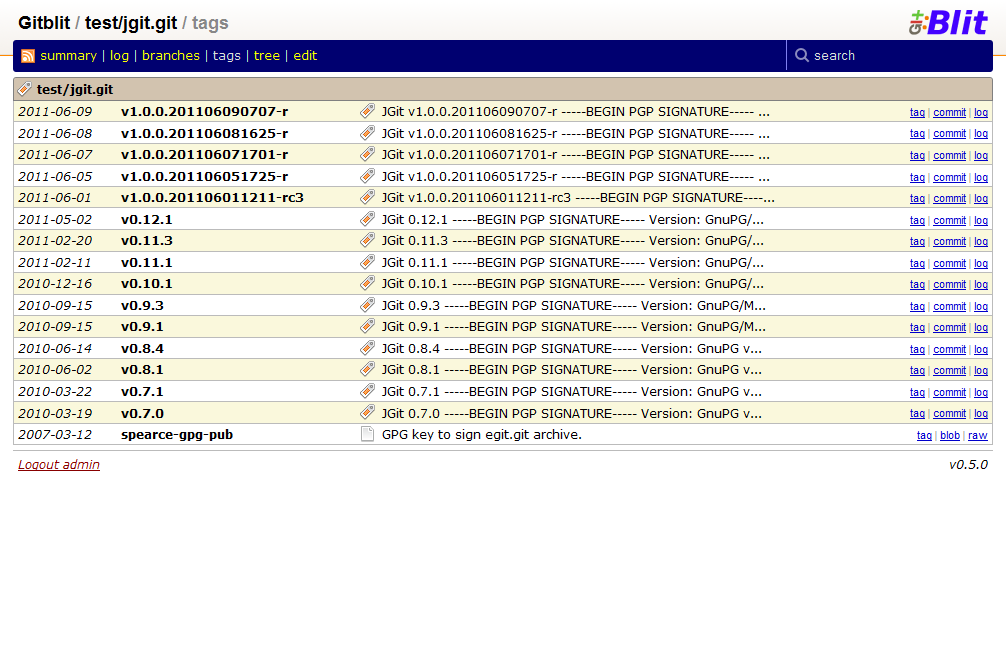 Gitblit / test/jgit.git / tags
Git:Blit
summary | log | branches | tags | tree | edit
search
test/jgit.git
2011-06-09 v1.0.0.201106090707-r JGit v1.0.0.201106090707-r -----BEGIN PGP SIGNATURE----- ... tag | commit | log
2011-06-08 v1.0.0.201106081625-r JGit v1.0.0.201106081625-r -----BEGIN PGP SIGNATURE----- ... tag | commit | log
2011-06-07 v1.0.0.201106071701-r JGit v1.0.0.201106071701-r -----BEGIN PGP SIGNATURE----- ... tag | commit | log
2011-06-05 v1.0.0.201106051725-r JGit v1.0.0.201106051725-r -----BEGIN PGP SIGNATURE----- ... tag | commit | log
2011-06-01 v1.0.0.201106011211-rc3 JGit v1.0.0.201106011211-rc3 -----BEGIN PGP SIGNATURE----... tag | commit | log
2011-05-02 v0.12.1 JGit 0.12.1 -----BEGIN PGP SIGNATURE----- Version: GnuPG/... tag | commit | log
2011-02-20 v0.11.3 JGit 0.11.3 -----BEGIN PGP SIGNATURE----- Version: GnuPG/... tag | commit | log
2011-02-11 v0.11.1 JGit 0.11.1 -----BEGIN PGP SIGNATURE----- Version: GnuPG/... tag | commit | log
2010-12-16 v0.10.1 JGit 0.10.1 -----BEGIN PGP SIGNATURE----- Version: GnuPG/... tag | commit | log
2010-09-15 v0.9.3 JGit 0.9.3 -----BEGIN PGP SIGNATURE----- Version: GnuPG/M... tag | commit | log
2010-09-15 v0.9.1 JGit 0.9.1 -----BEGIN PGP SIGNATURE----- Version: GnuPG/M... tag | commit | log
2010-06-14 v0.8.4 JGit 0.8.4 -----BEGIN PGP SIGNATURE----- Version: GnuPG v... tag | commit | log
2010-06-02 v0.8.1 JGit 0.8.1 -----BEGIN PGP SIGNATURE----- Version: GnuPG v... tag | commit | log
2010-03-22 v0.7.1 JGit 0.7.1 -----BEGIN PGP SIGNATURE----- Version: GnuPG v... tag | commit | log
2010-03-19 v0.7.0 JGit 0.7.0 -----BEGIN PGP SIGNATURE----- Version: GnuPG v... tag | commit | log
2007-03-12 spearce-gpg-pub GPG key to sign egit.git archive. tag | blob | raw
Logout admin
v0.5.0